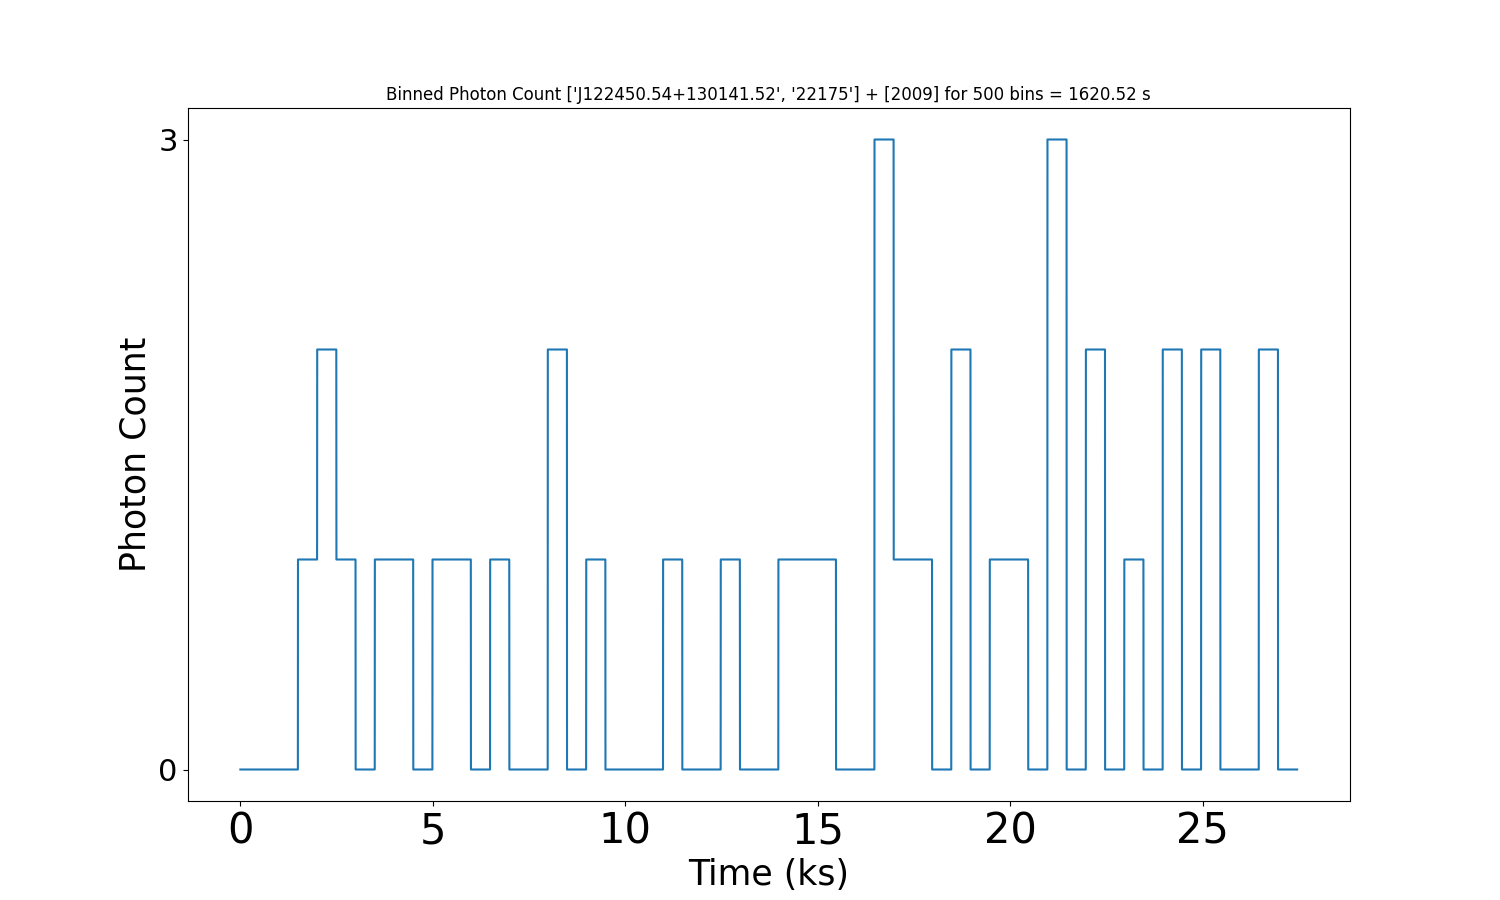 Binned Photon Count ['J122450.54+130141.52', '22175'] + [2009] for 500 bins = 1620.52 s
3
Photon Count
0
0 5 10 15 20 25
Time (ks)